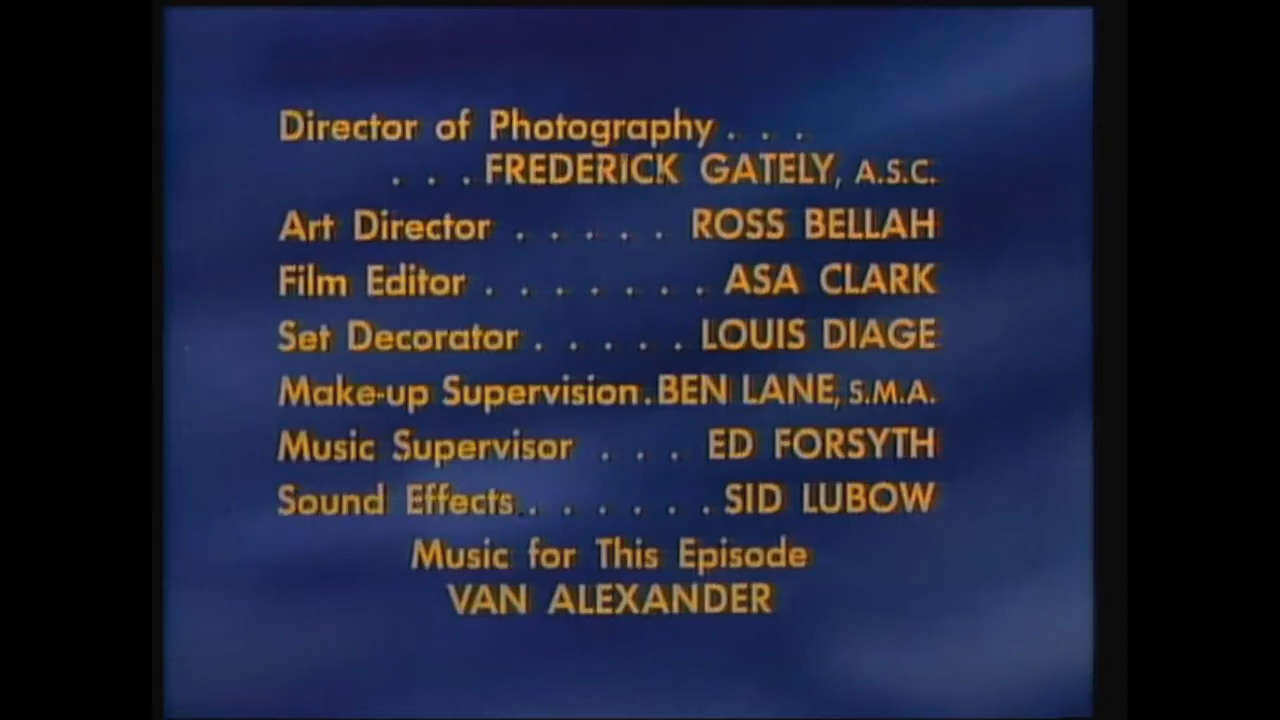 Director of Photography . . .
. . . FREDERICK GATELY, A.S.C.
Art Director . . . . . ROSS BELLAH
Film Editor . . . . . . . ASA CLARK
Set Decorator . . . . . LOUIS DIAGE
Make-up Supervision . BEN LANE, S.M.A.
Music Supervisor . . . ED FORSYTH
Sound Effects . . . . . . SID LUBOW
Music for This Episode
VAN ALEXANDER